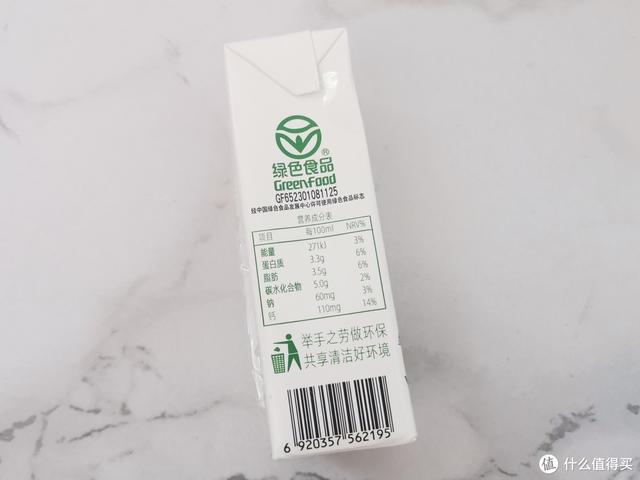 绿色食品®
GreenFood
GF652301081125
经中国绿色食品发展中心许可使用绿色食品标志
营养成分表
项目 每100ml NRV%
能量 271kJ 3%
蛋白质 3.3g 6%
脂肪 3.5g 6%
碳水化合物 5.0g 2%
钠 60mg 3%
钙 110mg 14%
举手之劳做环保
共享清洁好环境
6 920357 562195
值 什么值得买